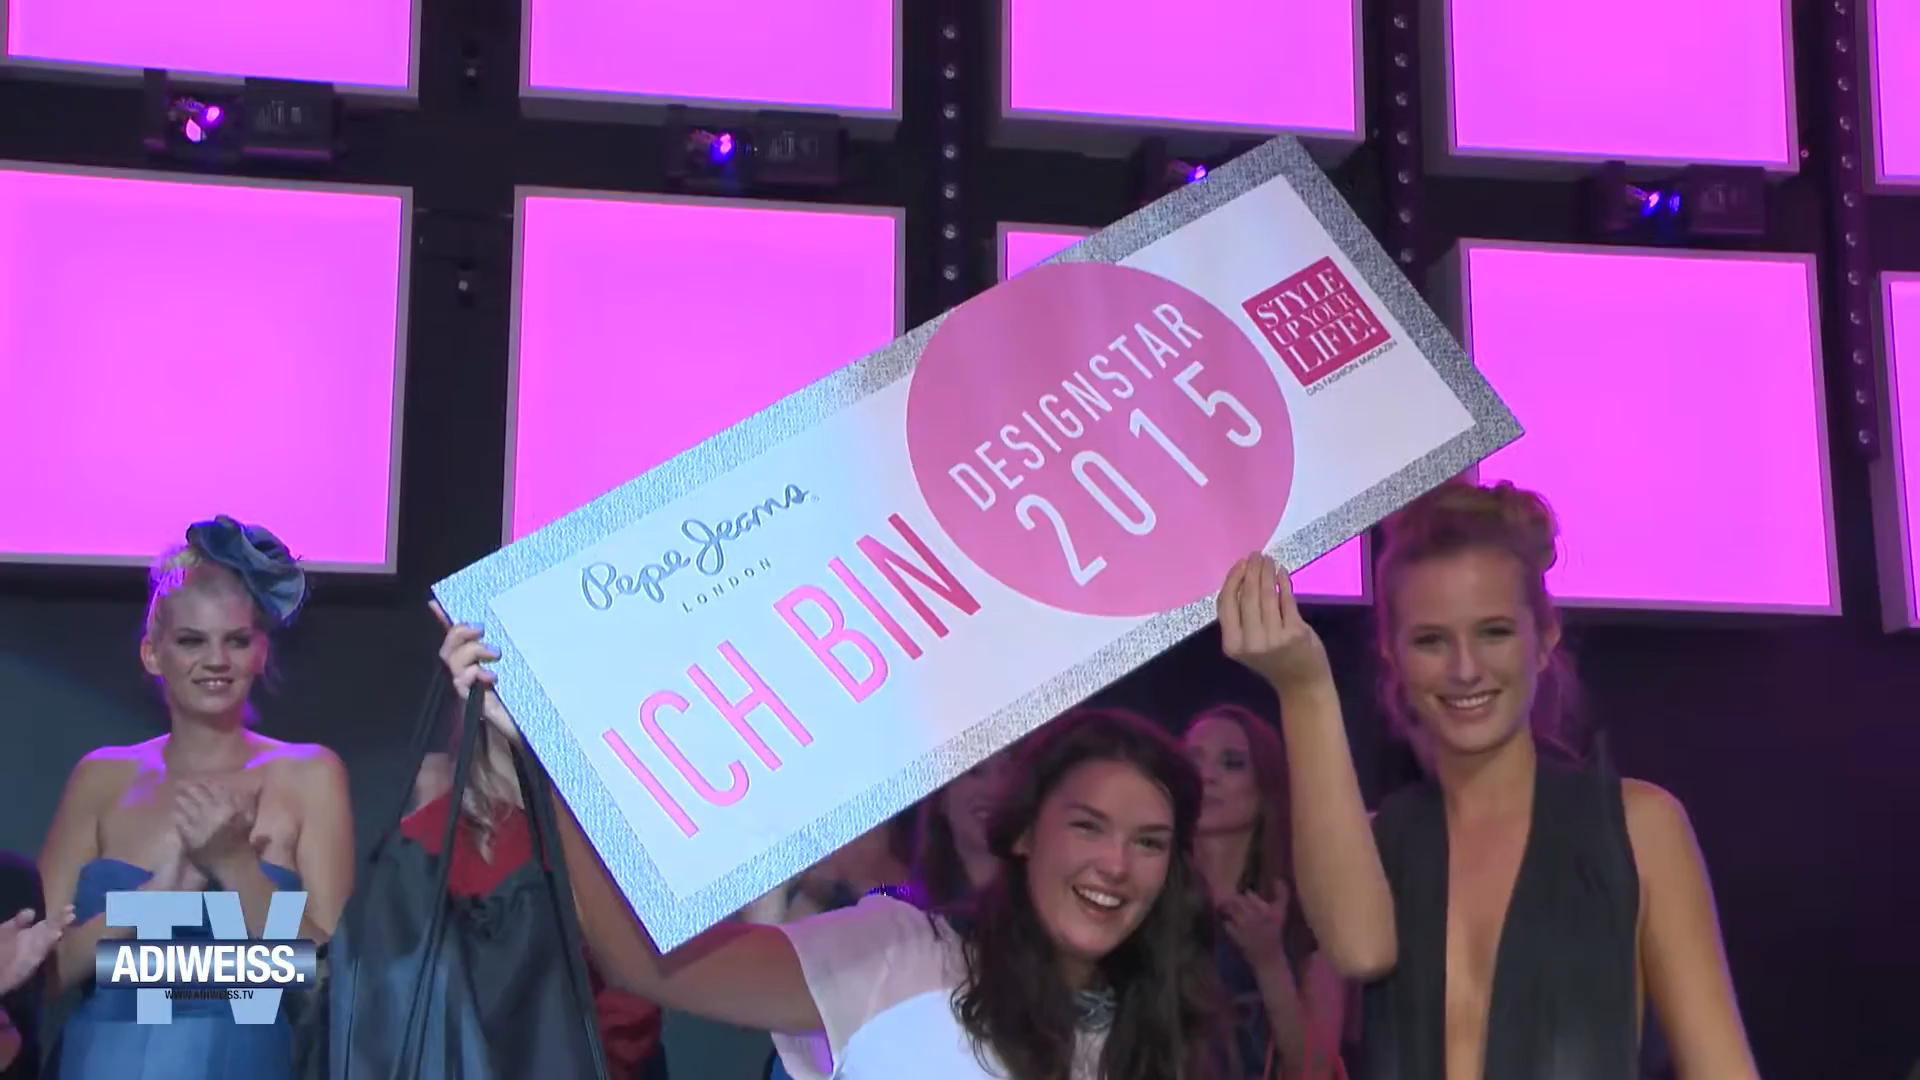 Pepe Jeans
LONDON
ICH BIN
DESIGNSTAR
2015
STYLE
UP YOUR
LIFE!
DAS FASHION MAGAZIN
TV
ADIWEISS.
WWW.ADIWEISS.TV